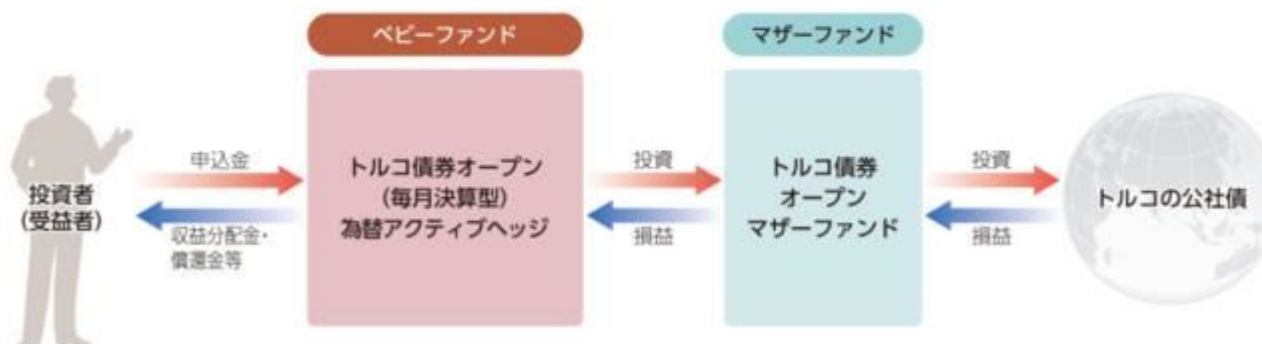 ベビーファンド
マザーファンド
投資者
(受益者)
申込金
収益分配金・
償還金等
トルコ債券オープン
(毎月決算型)
為替アクティブヘッジ
投資
損益
トルコ債券
オープン
マザーファンド
投資
損益
トルコの公社債